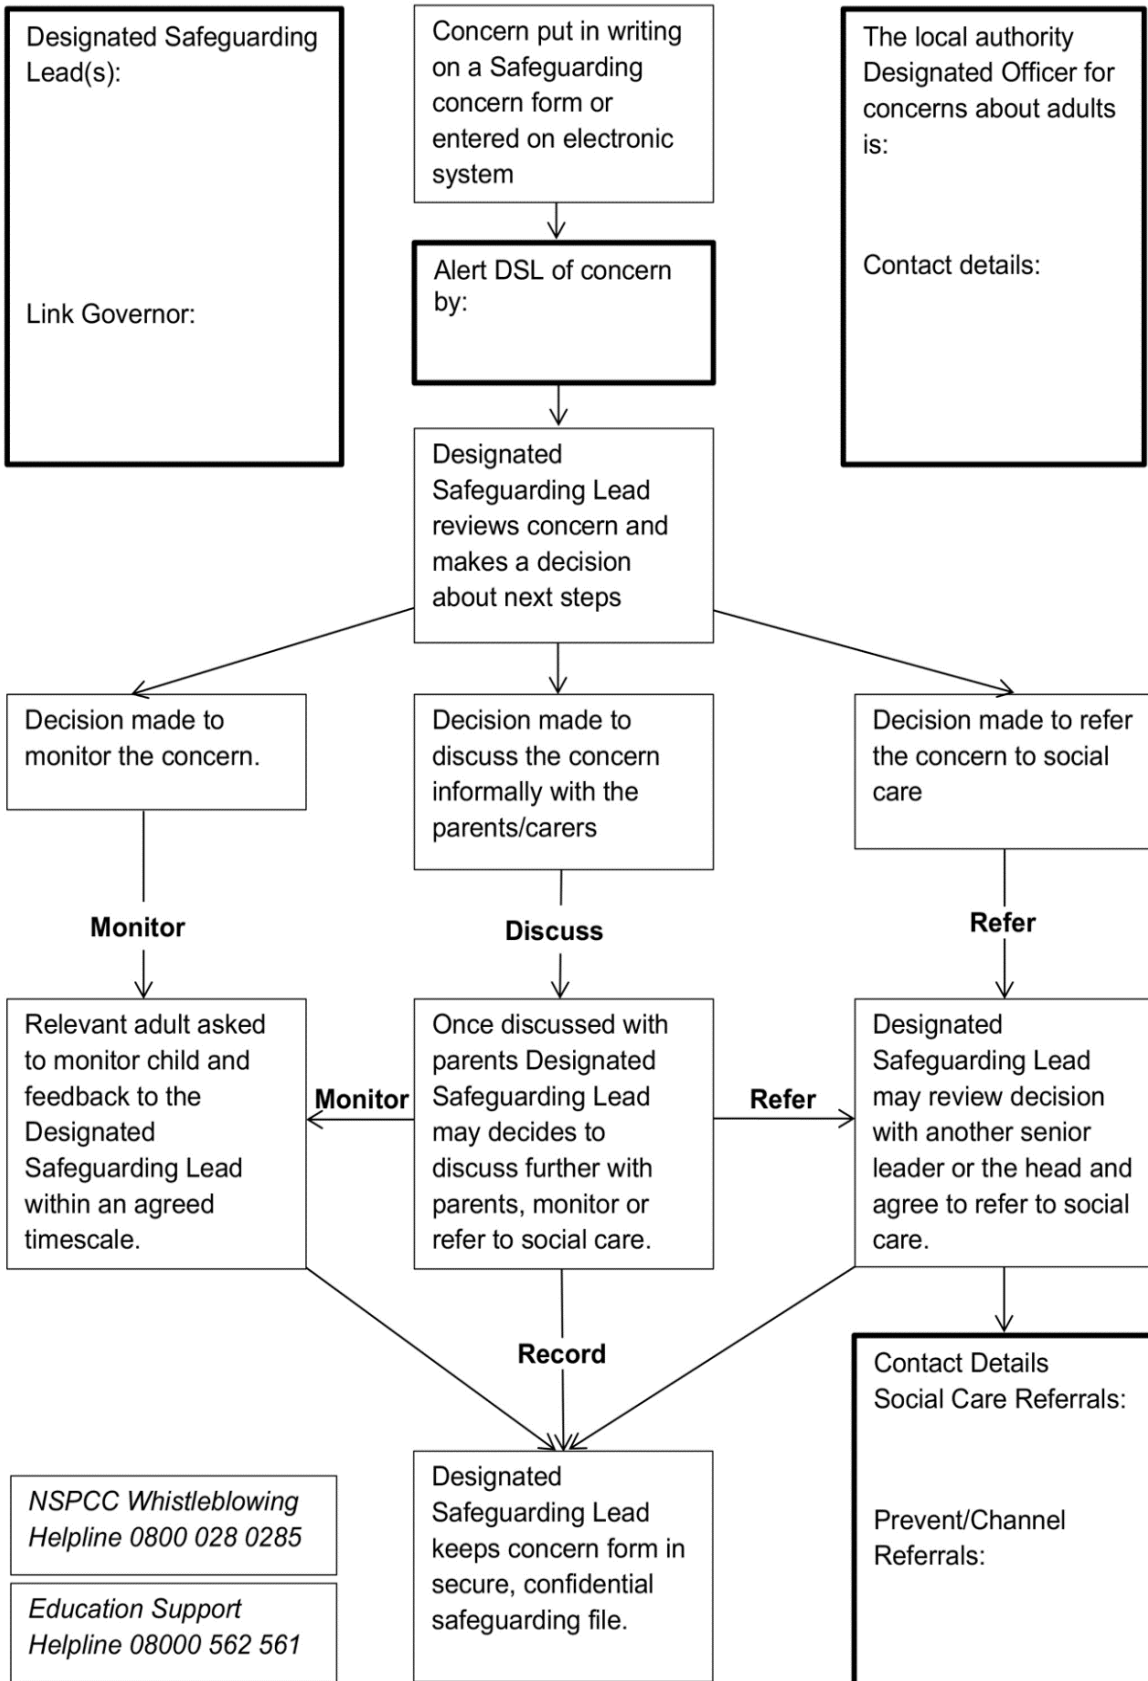 Designated Safeguarding
Lead(s):
Link Governor:
Concern put in writing
on a Safeguarding
concern form or
entered on electronic
system
The local authority
Designated Officer for
concerns about adults
is:
Contact details:
Alert DSL of concern
by:
Designated
Safeguarding Lead
reviews concern and
makes a decision
about next steps
Decision made to
monitor the concern.
Decision made to
discuss the concern
informally with the
parents/carers
Decision made to refer
the concern to social
care
Monitor
Discuss
Refer
Relevant adult asked
to monitor child and
feedback to the
Designated
Safeguarding Lead
within an agreed
timescale.
Monitor
Once discussed with
parents Designated
Safeguarding Lead
may decides to
discuss further with
parents, monitor or
refer to social care.
Refer
Designated
Safeguarding Lead
may review decision
with another senior
leader or the head and
agree to refer to social
care.
Record
Contact Details
Social Care Referrals:
Prevent/Channel
Referrals:
Designated
Safeguarding Lead
keeps concern form in
secure, confidential
safeguarding file.
NSPCC Whistleblowing
Helpline 0800 028 0285
Education Support
Helpline 08000 562 561